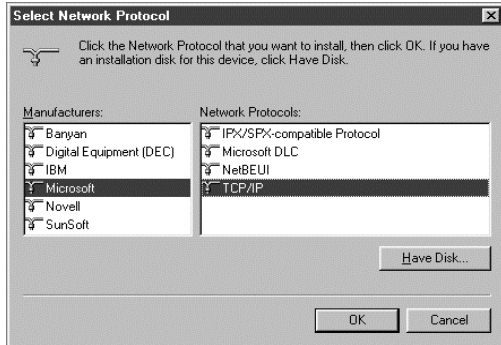 Select Network Protocol
Click the Network Protocol that you want to install, then click OK. If you have
an installation disk for this device, click Have Disk.
Manufacturers:
Banyan
Digital Equipment (DEC)
IBM
Microsoft
Novell
SunSoft
Network Protocols:
IPX/SPX-compatible Protocol
Microsoft DLC
NetBEUI
TCP/IP
Have Disk...
OK
Cancel